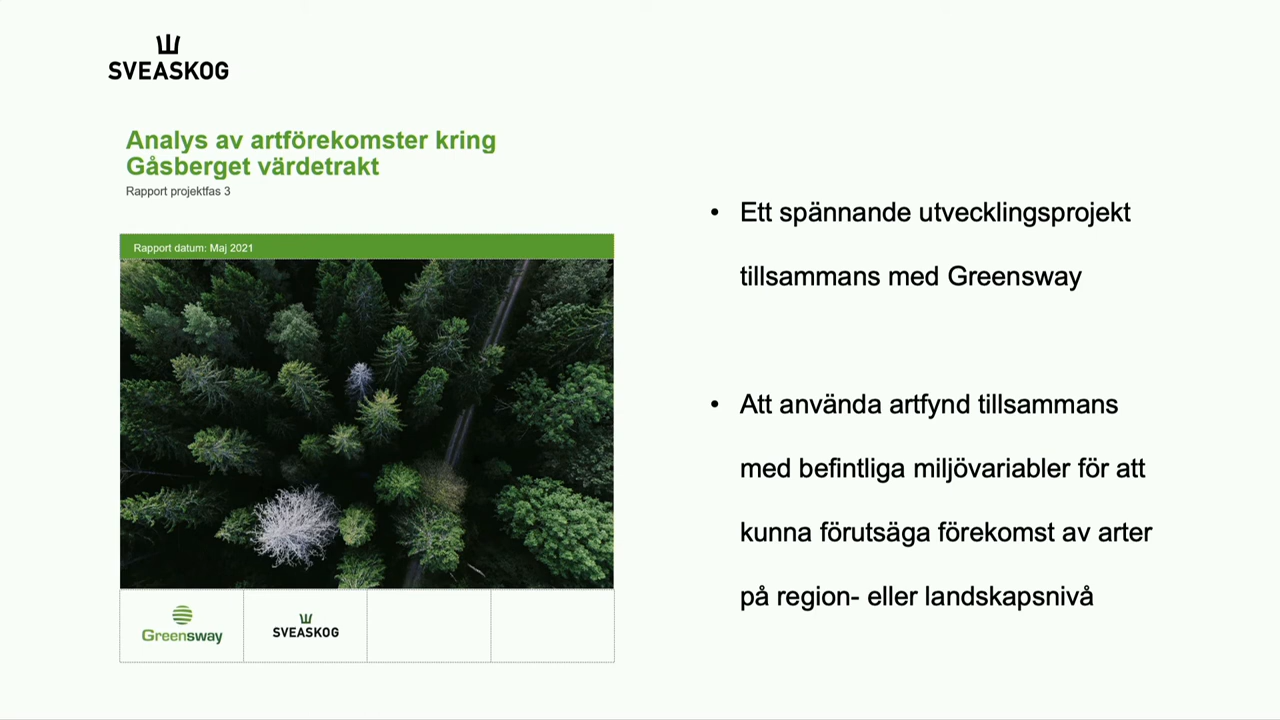 SVEASKOG
Analys av artförekomster kring
Gåsberget värdetrakt
Rapport projektfas 3
Rapport datum: Maj 2021
Greensway
SVEASKOG
• Ett spännande utvecklingsprojekt
tillsammans med Greensway
• Att använda artfynd tillsammans
med befintliga miljövariabler för att
kunna förutsäga förekomst av arter
på region- eller landskapsnivå